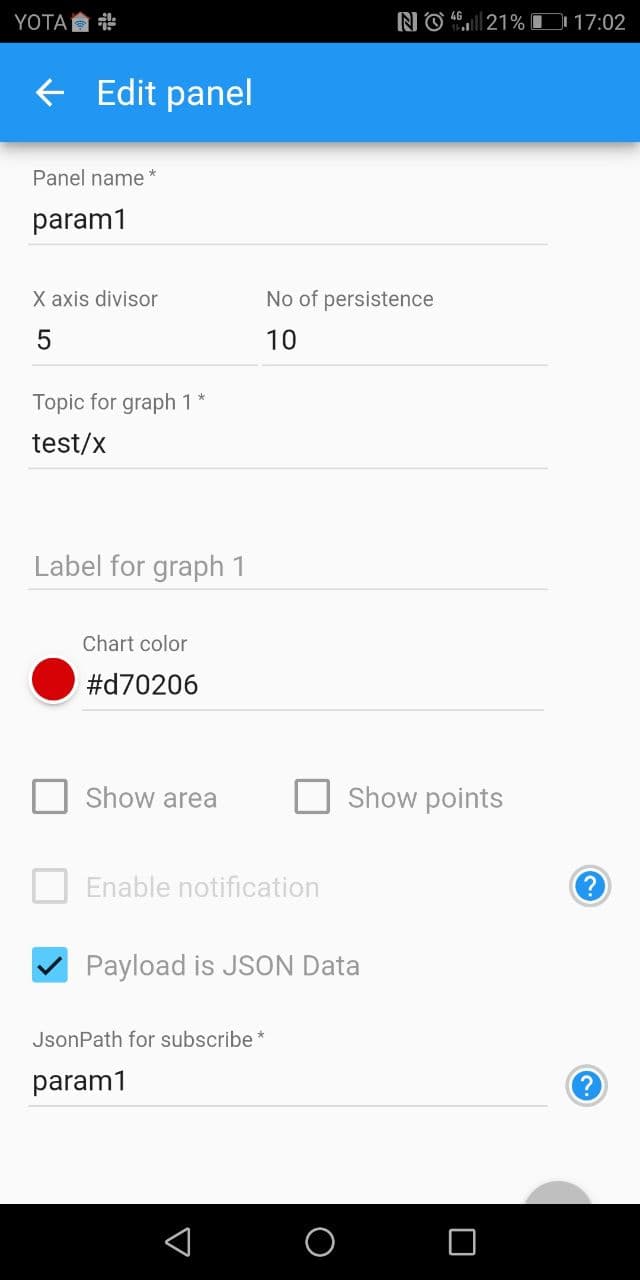 YOTA 4G 21% 17:02
Edit panel
Panel name *
param1
X axis divisor No of persistence
5 10
Topic for graph 1 *
test/x
Label for graph 1
Chart color
#d70206
Show area Show points
Enable notification ?
Payload is JSON Data
JsonPath for subscribe *
param1 ?